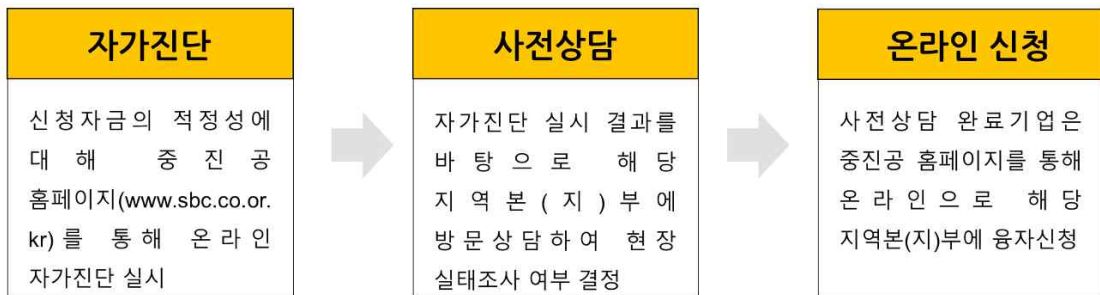 자가진단
신청자금의 적정성에
대해 중진공
홈페이지(www.sbc.co.or.
kr)를 통해 온라인
자가진단 실시
사전상담
자가진단 실시 결과를
바탕으로 해당
지역본(지)부에
방문상담하여 현장
실태조사 여부 결정
온라인 신청
사전상담 완료기업은
중진공 홈페이지를 통해
온라인으로 해당
지역본(지)부에 융자신청